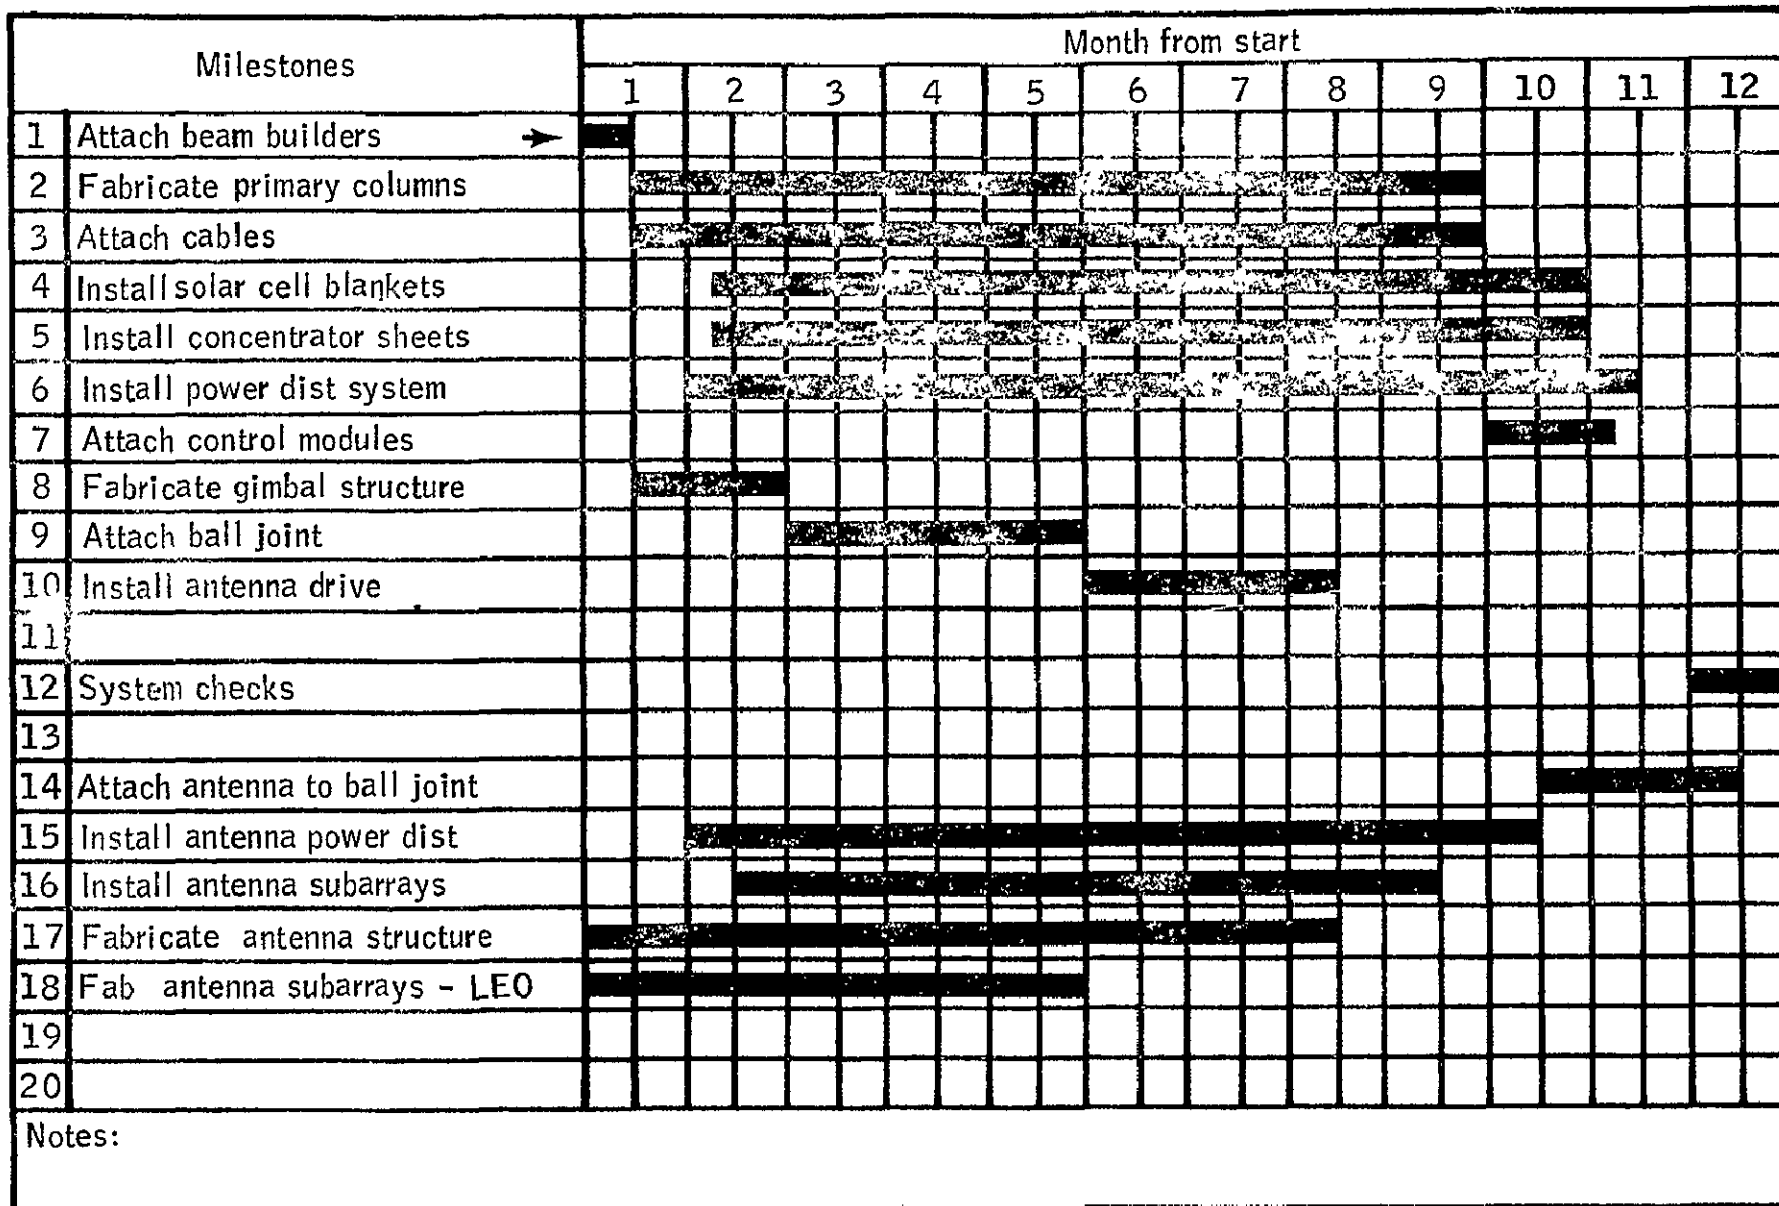 Milestones
Month from start
1 2 3 4 5 6 7 8 9 10 11 12
1 Attach beam builders →
2 Fabricate primary columns
3 Attach cables
4 Install solar cell blankets
5 Install concentrator sheets
6 Install power dist system
7 Attach control modules
8 Fabricate gimbal structure
9 Attach ball joint
10 Install antenna drive
11
12 System checks
13
14 Attach antenna to ball joint
15 Install antenna power dist
16 Install antenna subarrays
17 Fabricate antenna structure
18 Fab antenna subarrays - LEO
19
20
Notes: